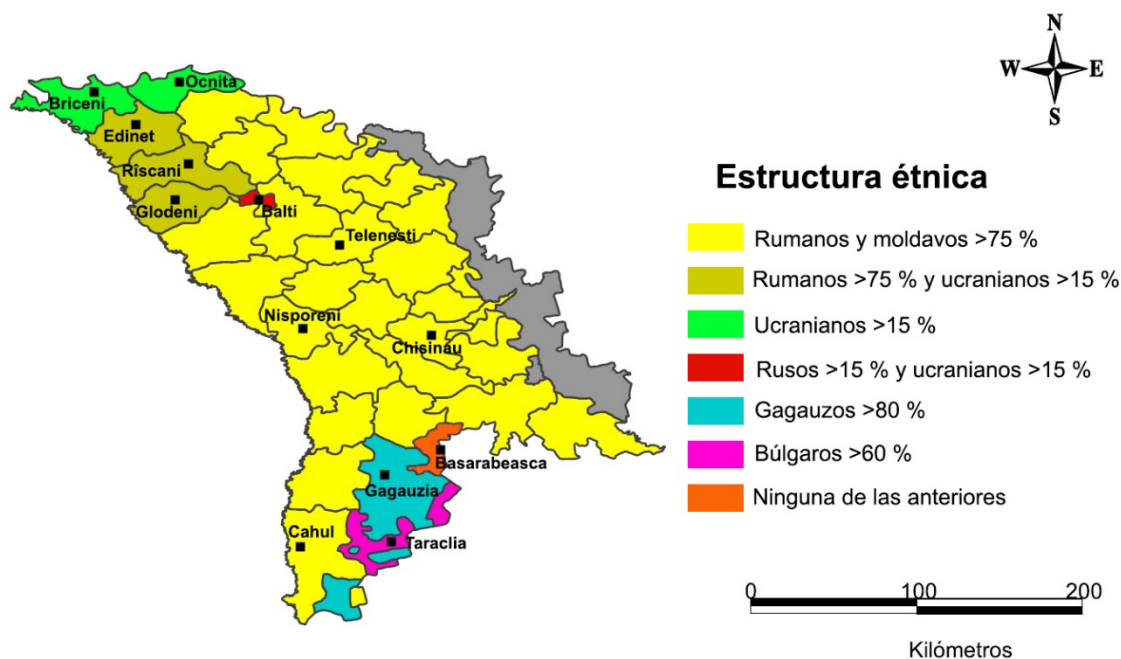 N
W E
S
Ocnita
Briceni
Edinet
Rîscani
Glodeni
Balti
Telenesti
Nisporeni
Chisinau
Basarabeasca
Gagauzia
Cahul
Taraclia
Estructura étnica
Rumanos y moldavos >75 %
Rumanos >75 % y ucranianos >15 %
Ucranianos >15 %
Rusos >15 % y ucranianos >15 %
Gagauzos >80 %
Búlgaros >60 %
Ninguna de las anteriores
0 100 200
Kilómetros